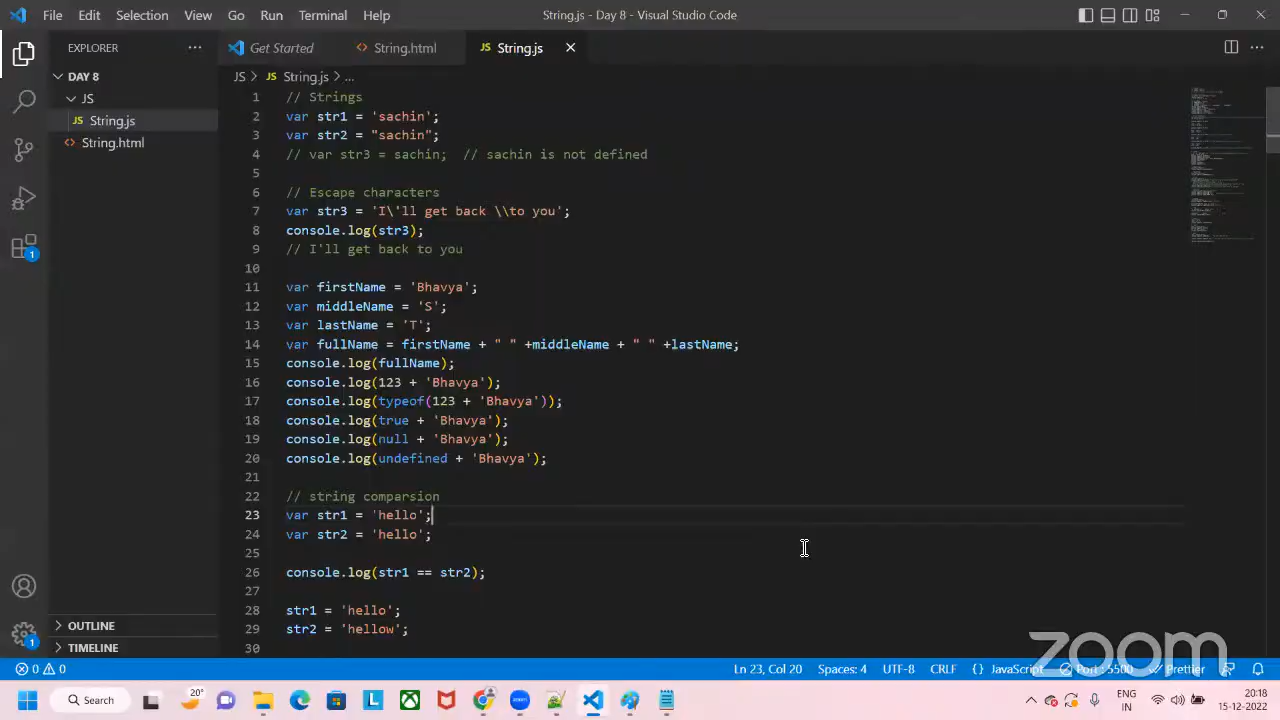 File Edit Selection View Go Run Terminal Help String.js - Day 8 - Visual Studio Code
EXPLORER ··· Get Started <> String.html JS String.js
DAY 8 JS > JS String.js > ...
JS
JS String.js
<> String.html
1 // Strings
2 var str1 = 'sachin';
3 var str2 = "sachin";
4 // var str3 = sachin; // sachin is not defined
5
6 // Escape characters
7 var str3 = 'I\'ll get back \\to you';
8 console.log(str3);
9 // I'll get back to you
10
11 var firstName = 'Bhavya';
12 var middleName = 'S';
13 var lastName = 'T';
14 var fullName = firstName + " " +middleName + " " +lastName;
15 console.log(fullName);
16 console.log(123 + 'Bhavya');
17 console.log(typeof(123 + 'Bhavya'));
18 console.log(true + 'Bhavya');
19 console.log(null + 'Bhavya');
20 console.log(undefined + 'Bhavya');
21
22 // string comparsion
23 var str1 = 'hello';
24 var str2 = 'hello';
25
26 console.log(str1 == str2);
27
28 str1 = 'hello';
29 str2 = 'hellow';
30
1
1
OUTLINE
TIMELINE
zoom
0 0 Ln 23, Col 20 Spaces: 4 UTF-8 CRLF {} JavaScript Port : 5500 Prettier
Search 20° zoom ENG IN 20:18 15-12-2022